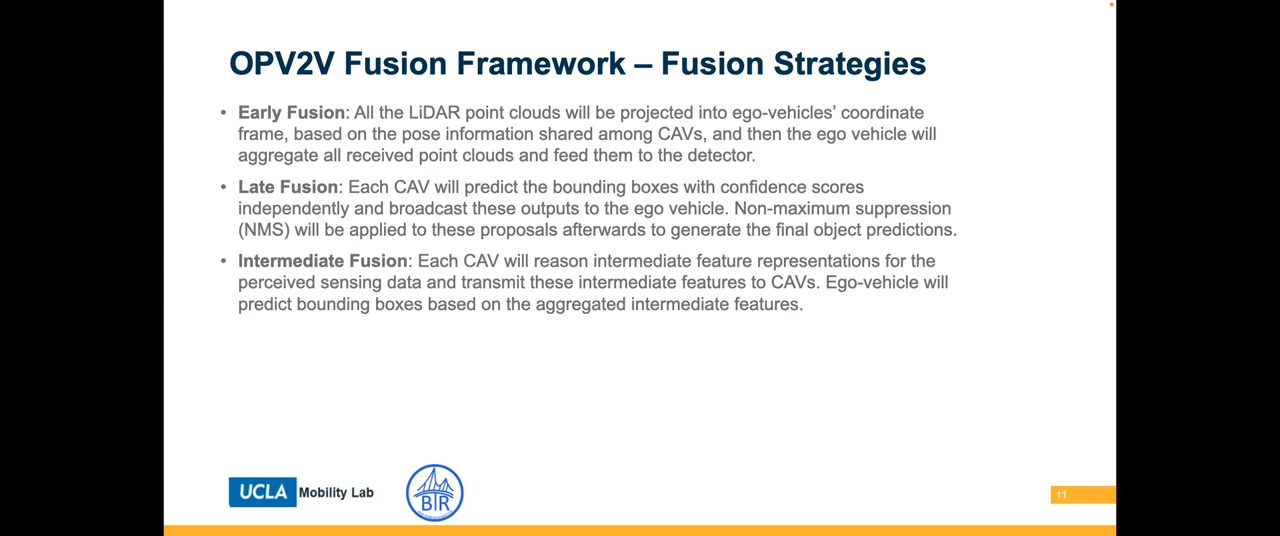 OPV2V Fusion Framework – Fusion Strategies
• Early Fusion: All the LiDAR point clouds will be projected into ego-vehicles’ coordinate
frame, based on the pose information shared among CAVs, and then the ego vehicle will
aggregate all received point clouds and feed them to the detector.
• Late Fusion: Each CAV will predict the bounding boxes with confidence scores
independently and broadcast these outputs to the ego vehicle. Non-maximum suppression
(NMS) will be applied to these proposals afterwards to generate the final object predictions.
• Intermediate Fusion: Each CAV will reason intermediate feature representations for the
perceived sensing data and transmit these intermediate features to CAVs. Ego-vehicle will
predict bounding boxes based on the aggregated intermediate features.
UCLA Mobility Lab
BTR
11